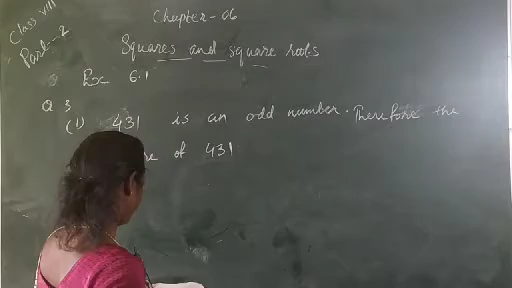 Class VIII
Part-2
Chapter-06
Squares and square roots
Ex 6.1
Q 3
(1) 431 is an odd number. Therefore the
of 431